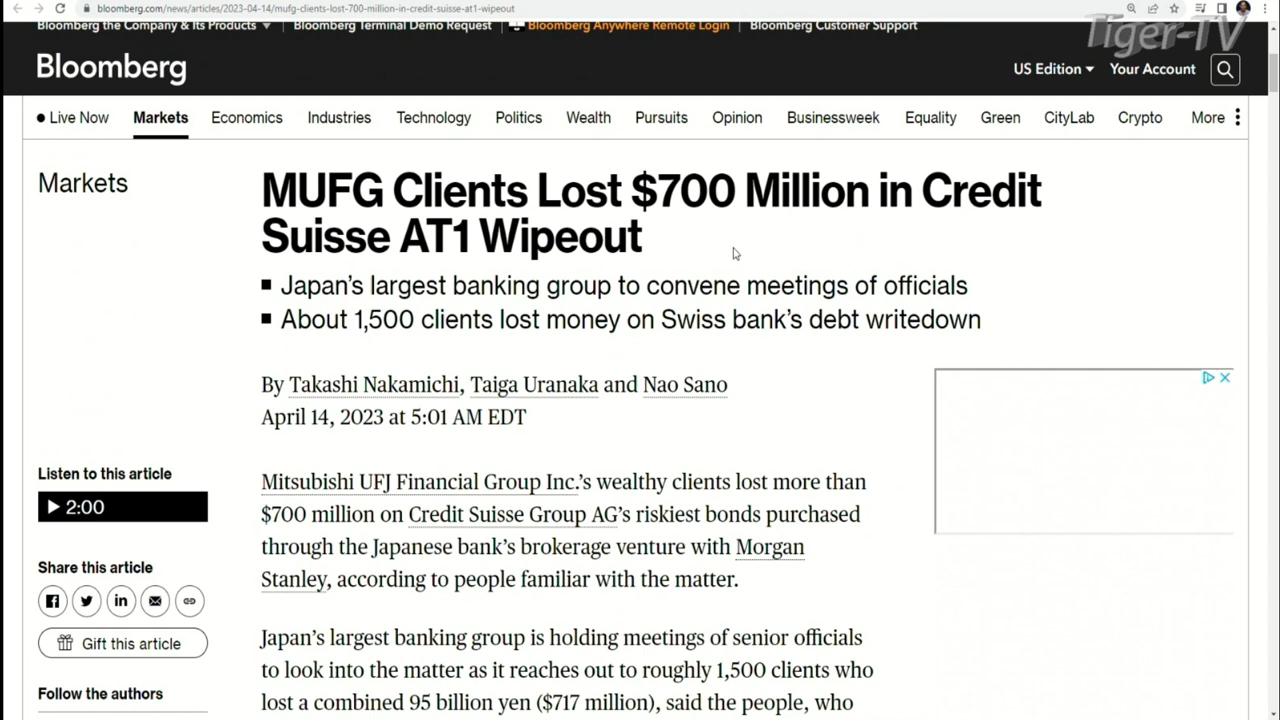 bloomberg.com/news/articles/2023-04-14/mufg-clients-lost-700-million-in-credit-suisse-at1-wipeout
Tiger-TV
Bloomberg the Company & Its Products Bloomberg Terminal Demo Request Bloomberg Anywhere Remote Login Bloomberg Customer Support
Bloomberg
US Edition Your Account
Live Now Markets Economics Industries Technology Politics Wealth Pursuits Opinion Businessweek Equality Green CityLab Crypto More
Markets
MUFG Clients Lost $700 Million in Credit
Suisse AT1 Wipeout
Japan’s largest banking group to convene meetings of officials
About 1,500 clients lost money on Swiss bank’s debt writedown
By Takashi Nakamichi, Taiga Uranaka and Nao Sano
April 14, 2023 at 5:01 AM EDT
Listen to this article
2:00
Share this article
Gift this article
Follow the authors
Mitsubishi UFJ Financial Group Inc.’s wealthy clients lost more than
$700 million on Credit Suisse Group AG’s riskiest bonds purchased
through the Japanese bank’s brokerage venture with Morgan
Stanley, according to people familiar with the matter.
Japan’s largest banking group is holding meetings of senior officials
to look into the matter as it reaches out to roughly 1,500 clients who
lost a combined 95 billion yen ($717 million), said the people, who